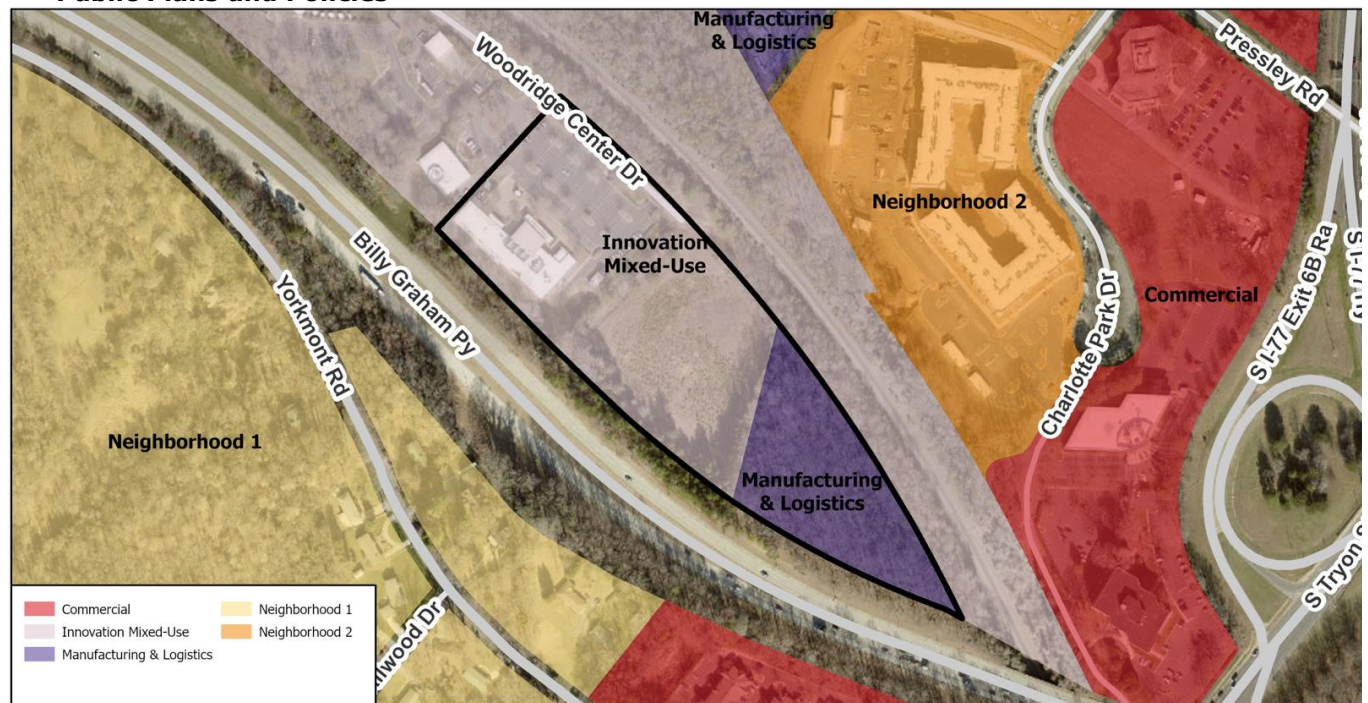 Manufacturing
& Logistics
Woodridge Center Dr
Pressley Rd
Neighborhood 2
Innovation
Mixed-Use
Billy Graham Py
Yorkmont Rd
Commercial
S I-77 Exit 6B Ra
Charlotte Park Dr
Neighborhood 1
Manufacturing
& Logistics
S Tryon
Commercial
Innovation Mixed-Use
Manufacturing & Logistics
Neighborhood 1
Neighborhood 2